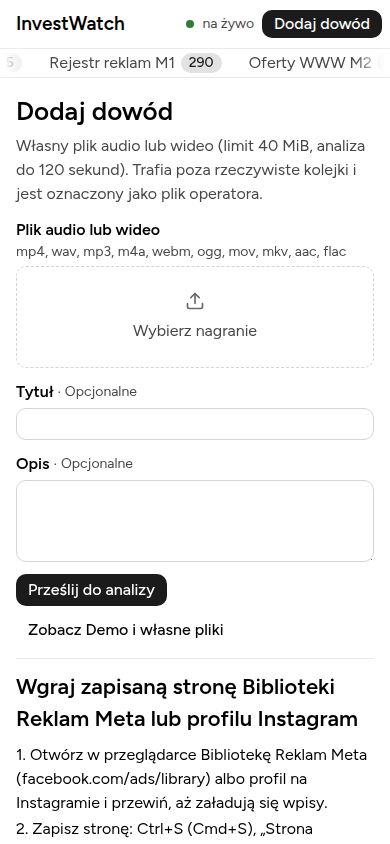 InvestWatch
na żywo
Dodaj dowód
5
Rejestr reklam M1 290
Oferty WWW M2
Dodaj dowód
Własny plik audio lub wideo (limit 40 MiB, analiza
do 120 sekund). Trafia poza rzeczywiste kolejki i
jest oznaczony jako plik operatora.
Plik audio lub wideo
mp4, wav, mp3, m4a, webm, ogg, mov, mkv, aac, flac
Wybierz nagranie
Tytuł · Opcjonalne
Opis · Opcjonalne
Prześlij do analizy
Zobacz Demo i własne pliki
Wgraj zapisaną stronę Biblioteki
Reklam Meta lub profilu Instagram
1. Otwórz w przeglądarce Bibliotekę Reklam Meta
(facebook.com/ads/library) albo profil na
Instagramie i przewiń, aż załadują się wpisy.
2. Zapisz stronę: Ctrl+S (Cmd+S), „Strona